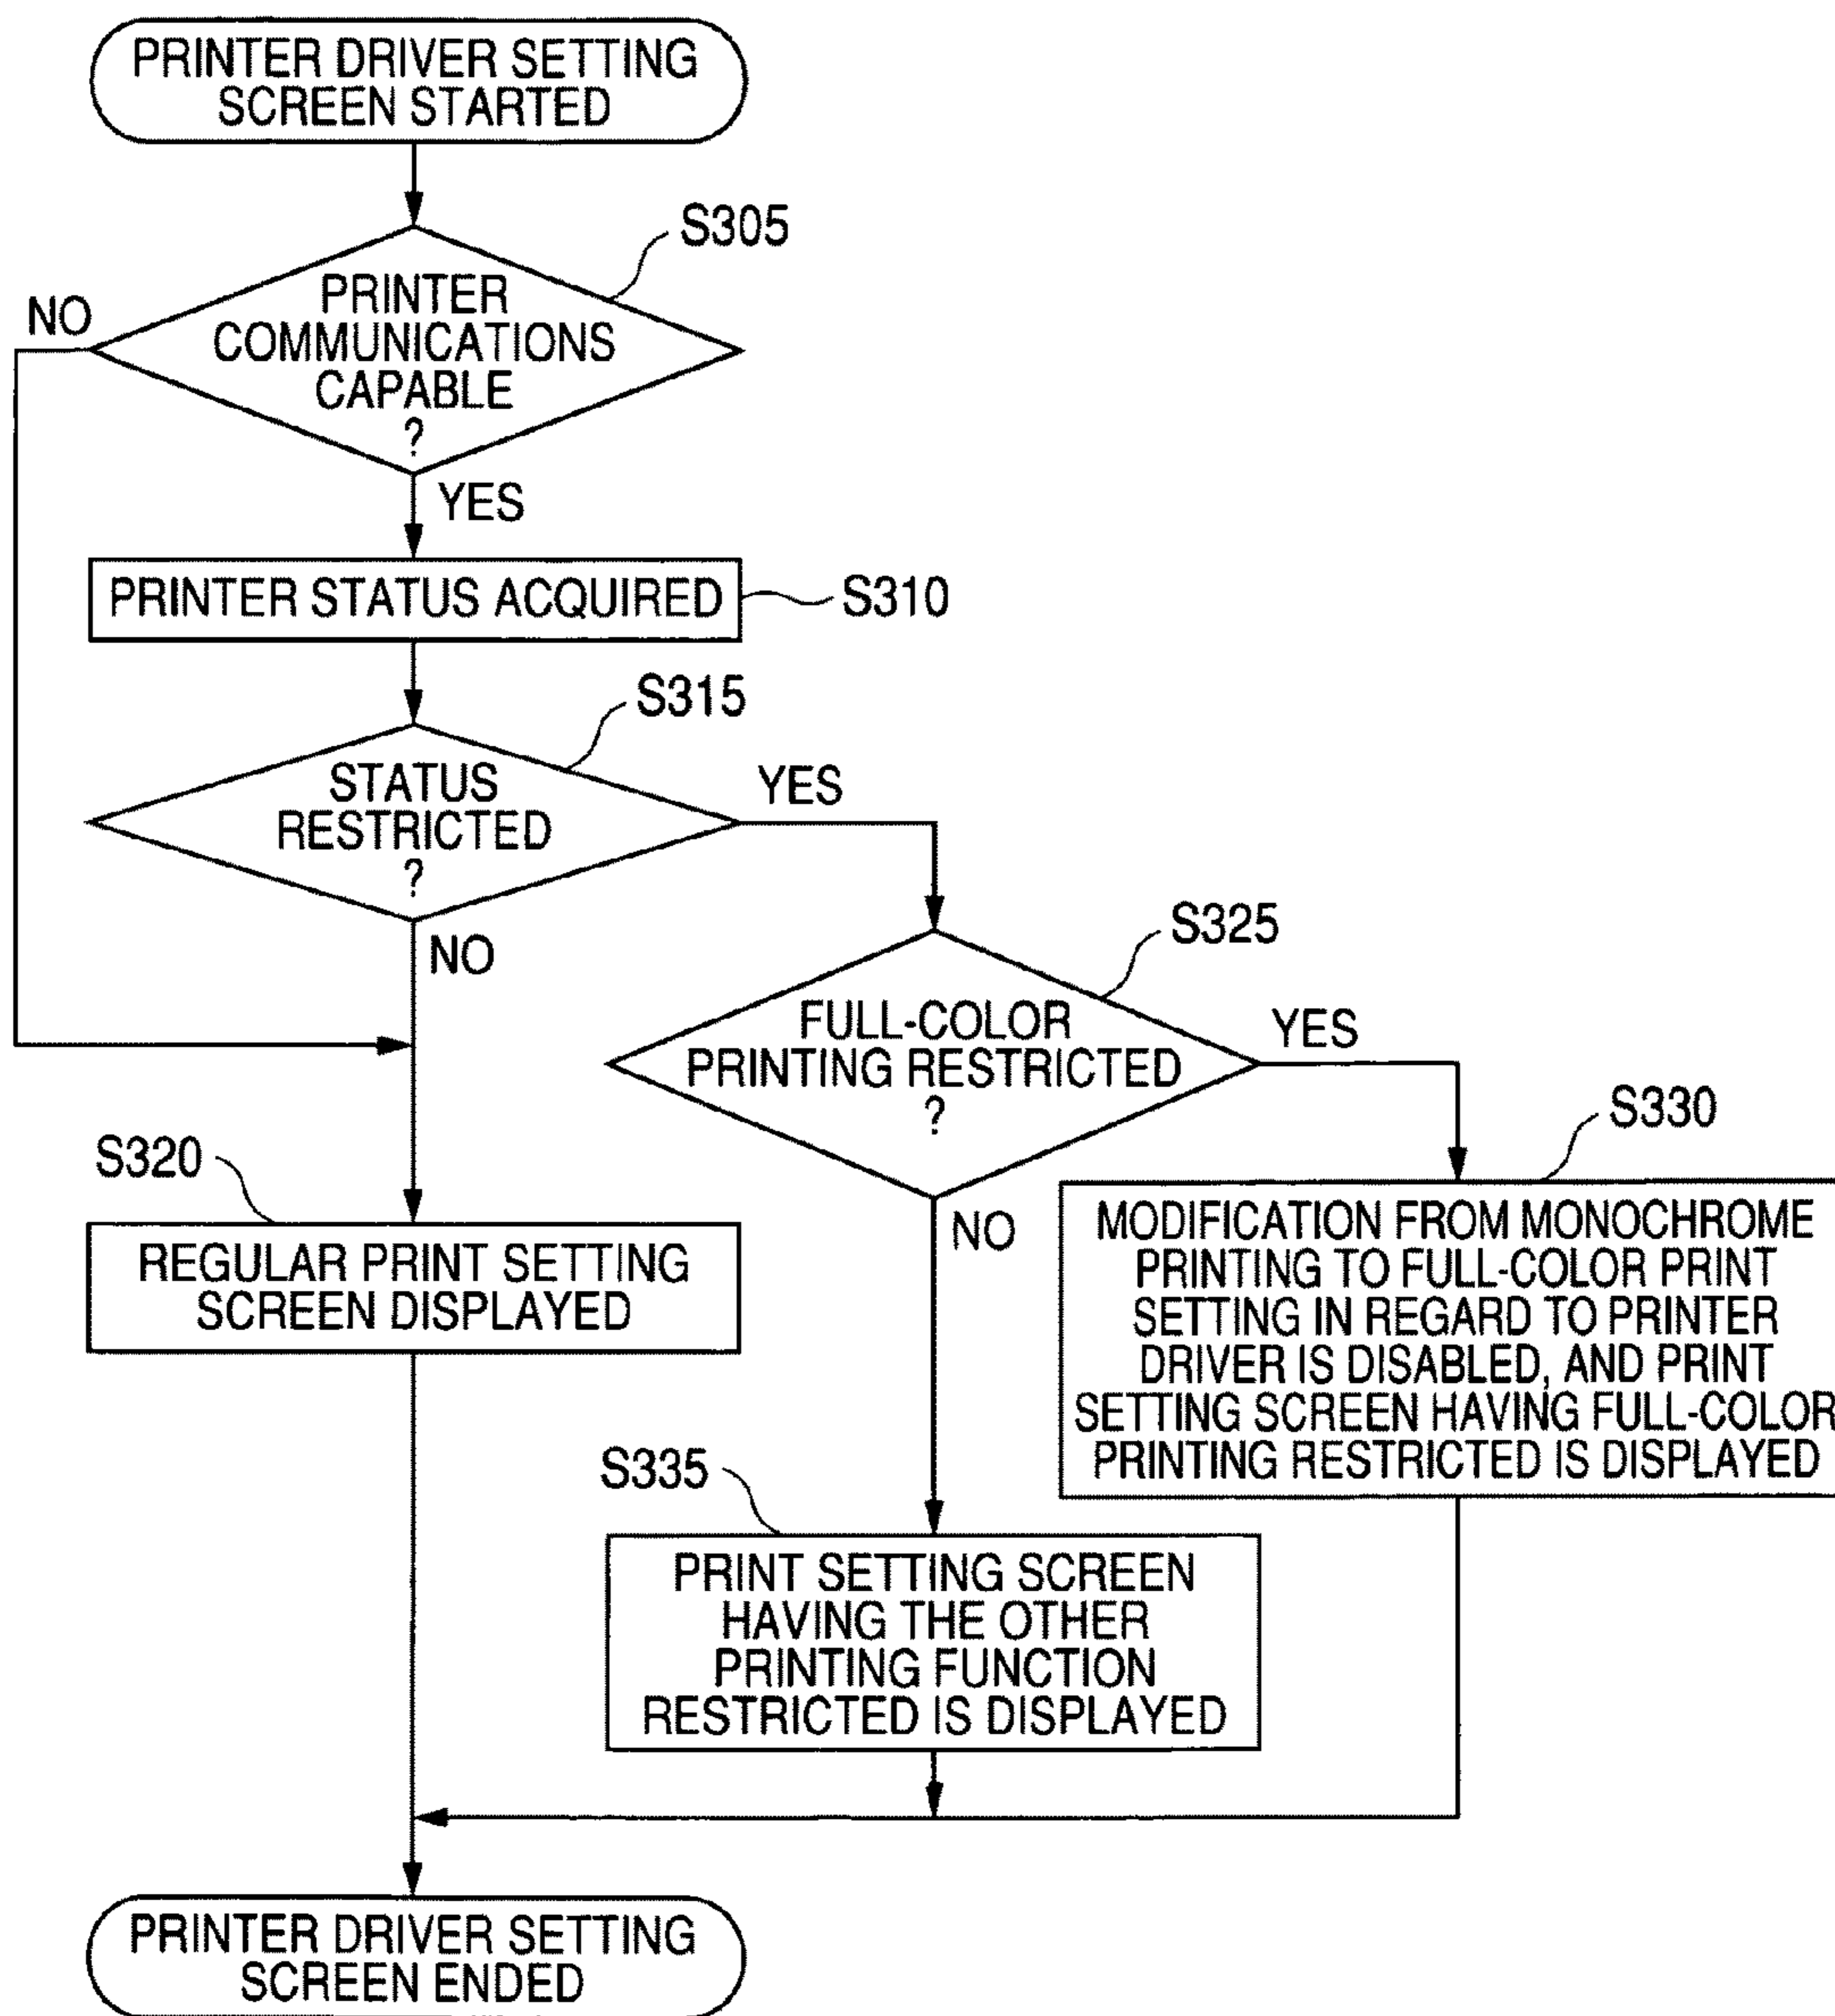 PRINTER DRIVER SETTING
SCREEN STARTED
S305
PRINTER
COMMUNICATIONS
CAPABLE
?
NO
YES
PRINTER STATUS ACQUIRED
S310
S315
STATUS
RESTRICTED
?
YES
NO
S325
FULL-COLOR
PRINTING RESTRICTED
?
YES
NO
S320
REGULAR PRINT SETTING
SCREEN DISPLAYED
S330
MODIFICATION FROM MONOCHROME
PRINTING TO FULL-COLOR PRINT
SETTING IN REGARD TO PRINTER
DRIVER IS DISABLED, AND PRINT
SETTING SCREEN HAVING FULL-COLOR
PRINTING RESTRICTED IS DISPLAYED
S335
PRINT SETTING SCREEN
HAVING THE OTHER
PRINTING FUNCTION
RESTRICTED IS DISPLAYED
PRINTER DRIVER SETTING
SCREEN ENDED